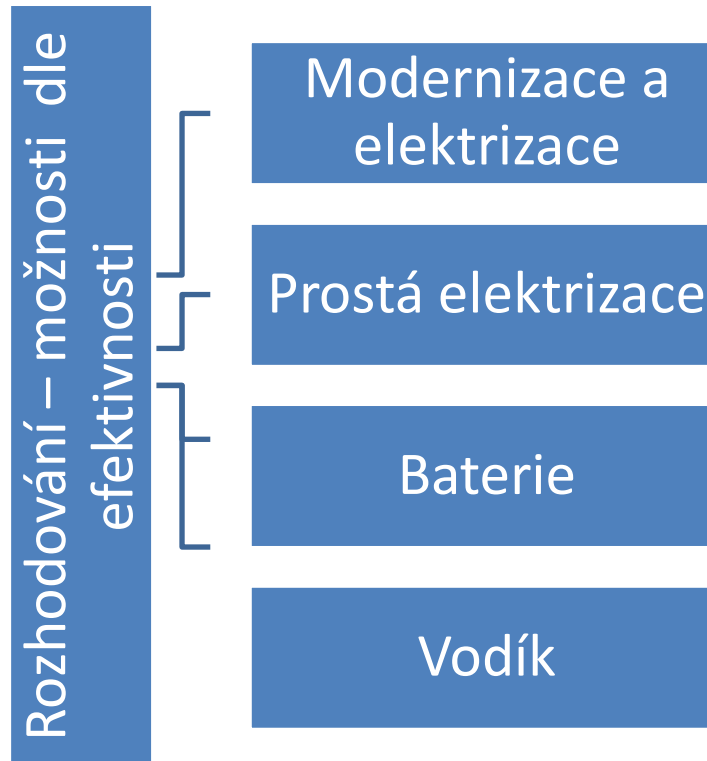 Rozhodování – možnosti dle
efektivnosti
Modernizace a
elektrizace
Prostá elektrizace
Baterie
Vodík